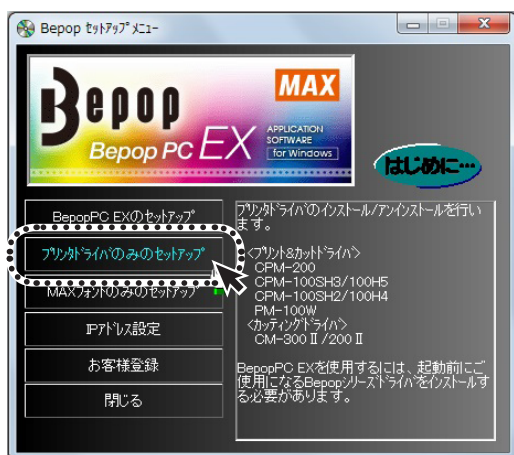 Bepop ｾｯﾄｱｯﾌﾟ ﾒﾆｭｰ
Bepop
MAX
Bepop PC EX
APPLICATION
SOFTWARE
for Windows
はじめに…
BepopPC EXのｾｯﾄｱｯﾌﾟ
ﾌﾟﾘﾝﾀﾄﾞﾗｲﾊﾞのみのｾｯﾄｱｯﾌﾟ
MAXﾌｫﾝﾄのみのｾｯﾄｱｯﾌﾟ
IPｱﾄﾞﾚｽ設定
お客様登録
閉じる
ﾌﾟﾘﾝﾀﾄﾞﾗｲﾊﾞのｲﾝｽﾄｰﾙ/ｱﾝｲﾝｽﾄｰﾙを行い
ます。
<ﾌﾟﾘﾝﾄ&ｶｯﾄﾄﾞﾗｲﾊﾞ>
CPM-200
CPM-100SH3/100H5
CPM-100SH2/100H4
PM-100W
<ｶｯﾃｨﾝｸﾞﾄﾞﾗｲﾊﾞ>
CM-300Ⅱ/200Ⅱ
BepopPC EXを使用するには、起動前にご
使用になるBepopｼﾘｰｽﾞﾄﾞﾗｲﾊﾞをｲﾝｽﾄｰﾙす
る必要があります。